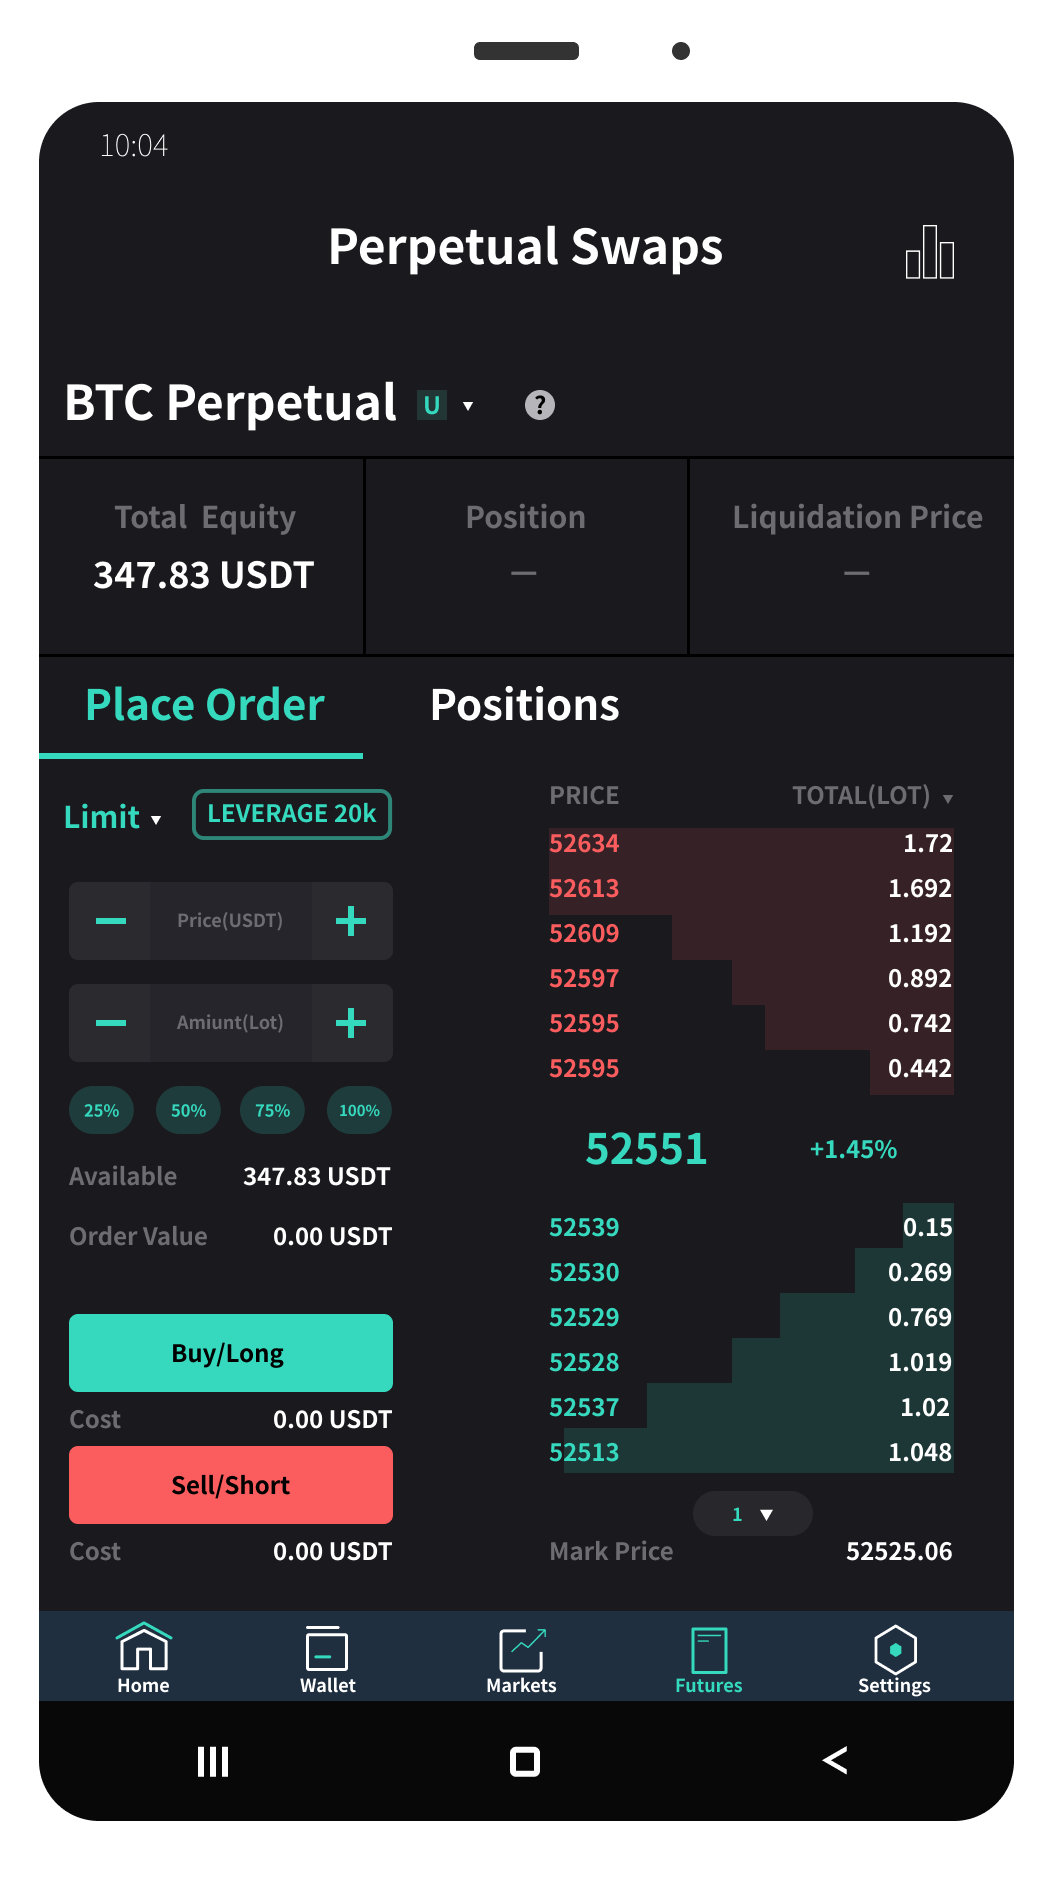 10:04
Perpetual Swaps
BTC Perpetual U ?
Total Equity
347.83 USDT
Position
—
Liquidation Price
—
Place Order
Positions
Limit
LEVERAGE 20k
Price(USDT)
Amiunt(Lot)
25% 50% 75% 100%
Available 347.83 USDT
Order Value 0.00 USDT
Buy/Long
Cost 0.00 USDT
Sell/Short
Cost 0.00 USDT
PRICE TOTAL(LOT)
52634 1.72
52613 1.692
52609 1.192
52597 0.892
52595 0.742
52595 0.442
52551 +1.45%
52539 0.15
52530 0.269
52529 0.769
52528 1.019
52537 1.02
52513 1.048
1
Mark Price 52525.06
Home Wallet Markets Futures Settings